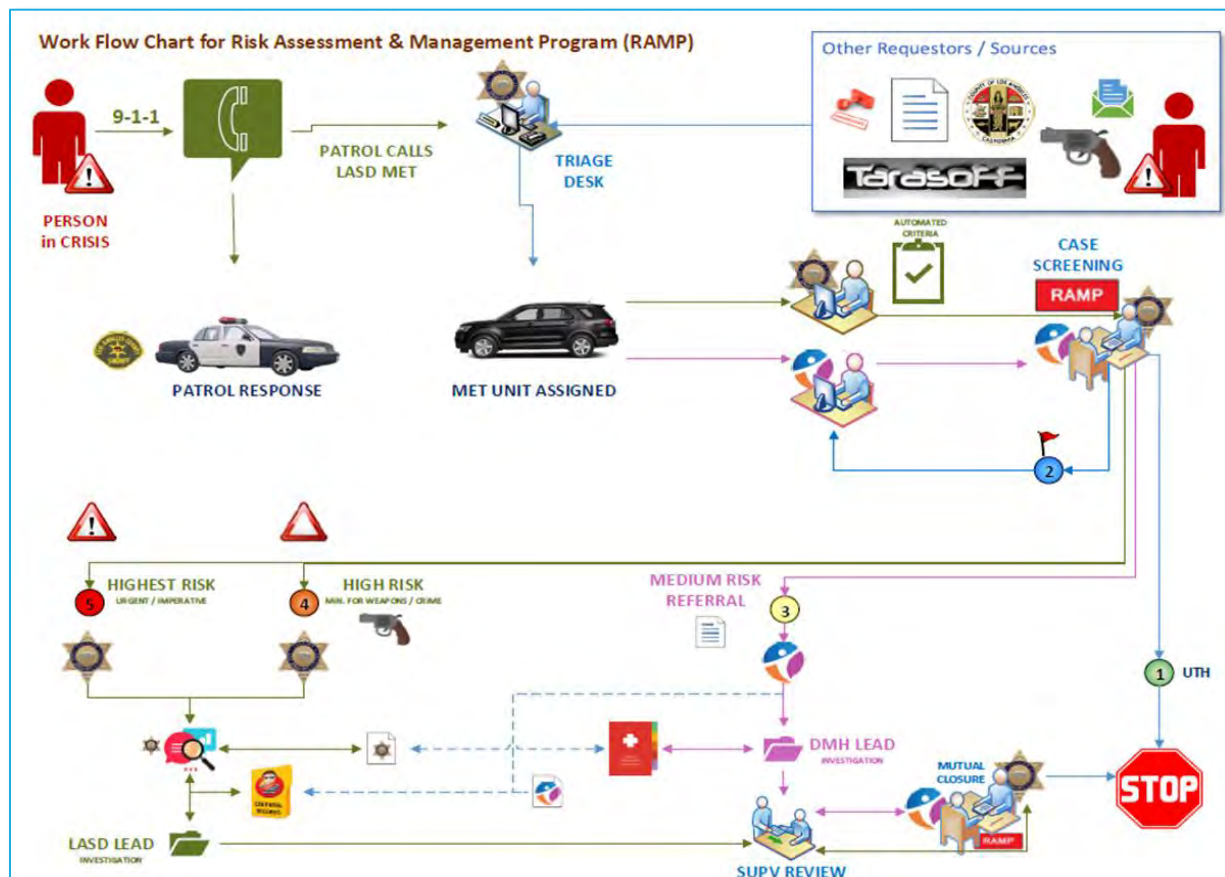 Work Flow Chart for Risk Assessment & Management Program (RAMP)
Other Requestors / Sources
9-1-1
PATROL CALLS
LASD MET
TRIAGE
DESK
Tarasoff
PERSON
in CRISIS
AUTOMATED
CRITERIA
CASE
SCREENING
RAMP
PATROL RESPONSE
MET UNIT ASSIGNED
2
5
HIGHEST RISK
URGENT / IMPERATIVE
4
HIGH RISK
MIN. FOR WEAPONS / CRIME
MEDIUM RISK
REFERRAL
3
1
UTH
DMH LEAD
INVESTIGATION
MUTUAL
CLOSURE
STOP
RAMP
LASD LEAD
INVESTIGATION
SUPV REVIEW